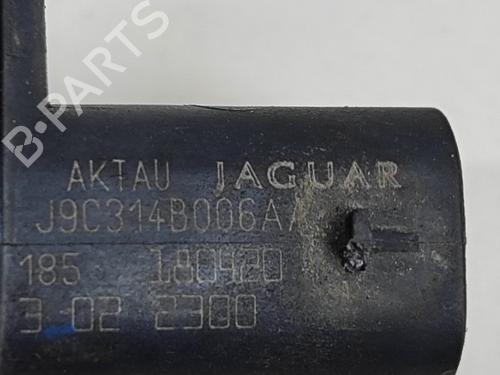 B-PARTS
AKTAU JAGUAR
J9C314B006AA
185 180420
3-02 2300